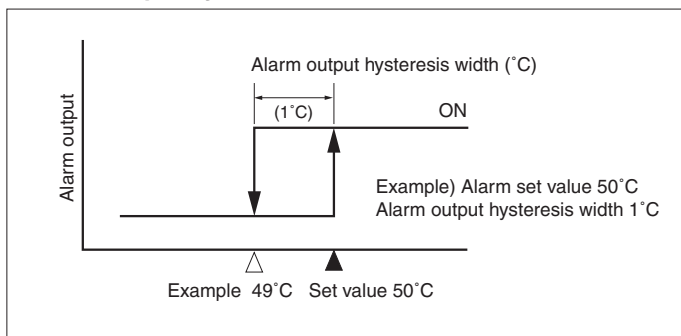 Alarm output hysteresis width (˚C)
(1˚C)
ON
Alarm output
Example) Alarm set value 50˚C
Alarm output hysteresis width 1˚C
Example 49˚C Set value 50˚C